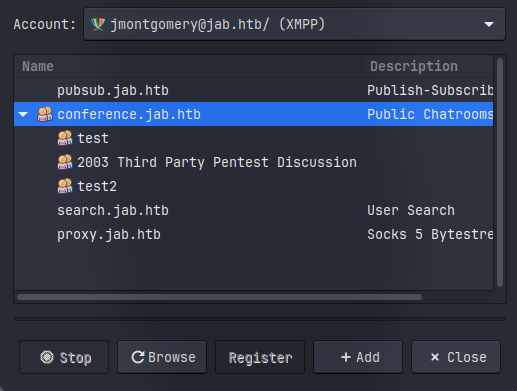 Account: jmontgomery@jab.htb/ (XMPP)
Name Description
pubsub.jab.htb Publish-Subscrib
conference.jab.htb Public Chatrooms
test
2003 Third Party Pentest Discussion
test2
search.jab.htb User Search
proxy.jab.htb Socks 5 Bytestre
Stop Browse Register + Add × Close